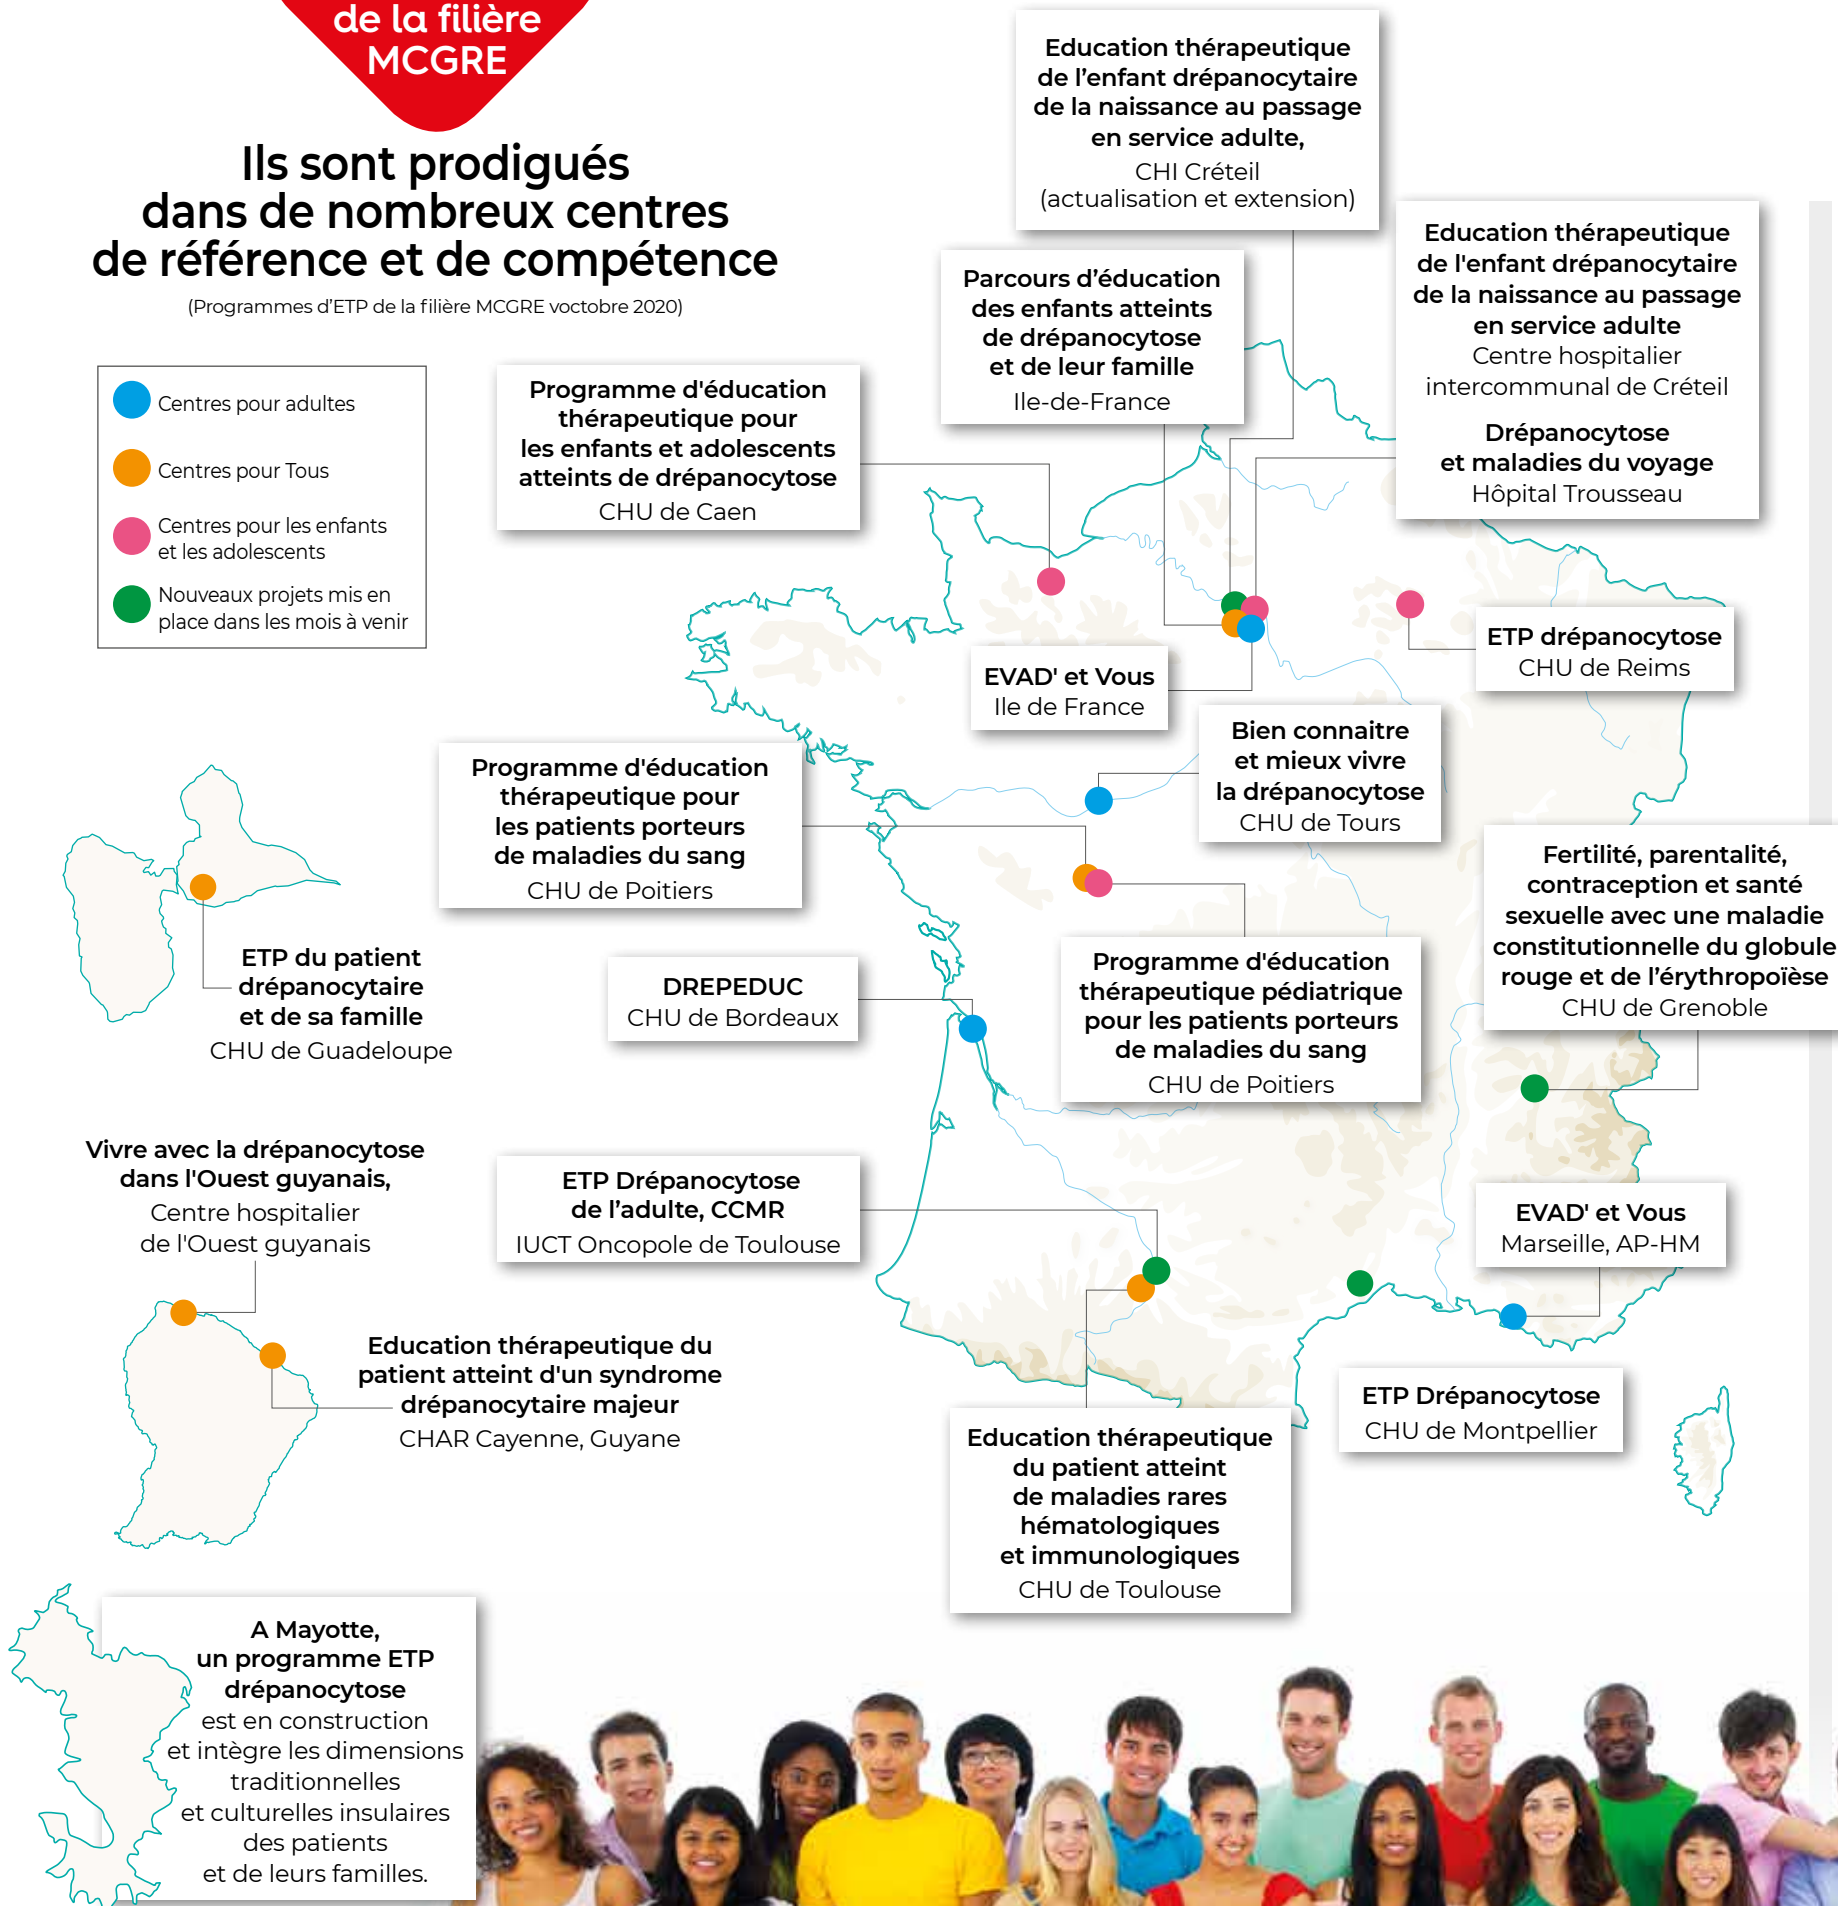 de la filière
MCGRE
Ils sont prodigués
dans de nombreux centres
de référence et de compétence
(Programmes d'ETP de la filière MCGRE voctobre 2020)
Centres pour adultes
Centres pour Tous
Centres pour les enfants
et les adolescents
Nouveaux projets mis en
place dans les mois à venir
Education thérapeutique
de l’enfant drépanocytaire
de la naissance au passage
en service adulte,
CHI Créteil
(actualisation et extension)
Parcours d’éducation
des enfants atteints
de drépanocytose
et de leur famille
Ile-de-France
Education thérapeutique
de l'enfant drépanocytaire
de la naissance au passage
en service adulte
Centre hospitalier
intercommunal de Créteil
Drépanocytose
et maladies du voyage
Hôpital Trousseau
Programme d'éducation
thérapeutique pour
les enfants et adolescents
atteints de drépanocytose
CHU de Caen
ETP drépanocytose
CHU de Reims
EVAD' et Vous
Ile de France
Bien connaitre
et mieux vivre
la drépanocytose
CHU de Tours
Programme d'éducation
thérapeutique pour
les patients porteurs
de maladies du sang
CHU de Poitiers
Fertilité, parentalité,
contraception et santé
sexuelle avec une maladie
constitutionnelle du globule
rouge et de l’érythropoïèse
CHU de Grenoble
ETP du patient
drépanocytaire
et de sa famille
CHU de Guadeloupe
DREPEDUC
CHU de Bordeaux
Programme d'éducation
thérapeutique pédiatrique
pour les patients porteurs
de maladies du sang
CHU de Poitiers
Vivre avec la drépanocytose
dans l'Ouest guyanais,
Centre hospitalier
de l'Ouest guyanais
ETP Drépanocytose
de l’adulte, CCMR
IUCT Oncopole de Toulouse
EVAD' et Vous
Marseille, AP-HM
Education thérapeutique du
patient atteint d'un syndrome
drépanocytaire majeur
CHAR Cayenne, Guyane
ETP Drépanocytose
CHU de Montpellier
Education thérapeutique
du patient atteint
de maladies rares
hématologiques
et immunologiques
CHU de Toulouse
A Mayotte,
un programme ETP
drépanocytose
est en construction
et intègre les dimensions
traditionnelles
et culturelles insulaires
des patients
et de leurs familles.